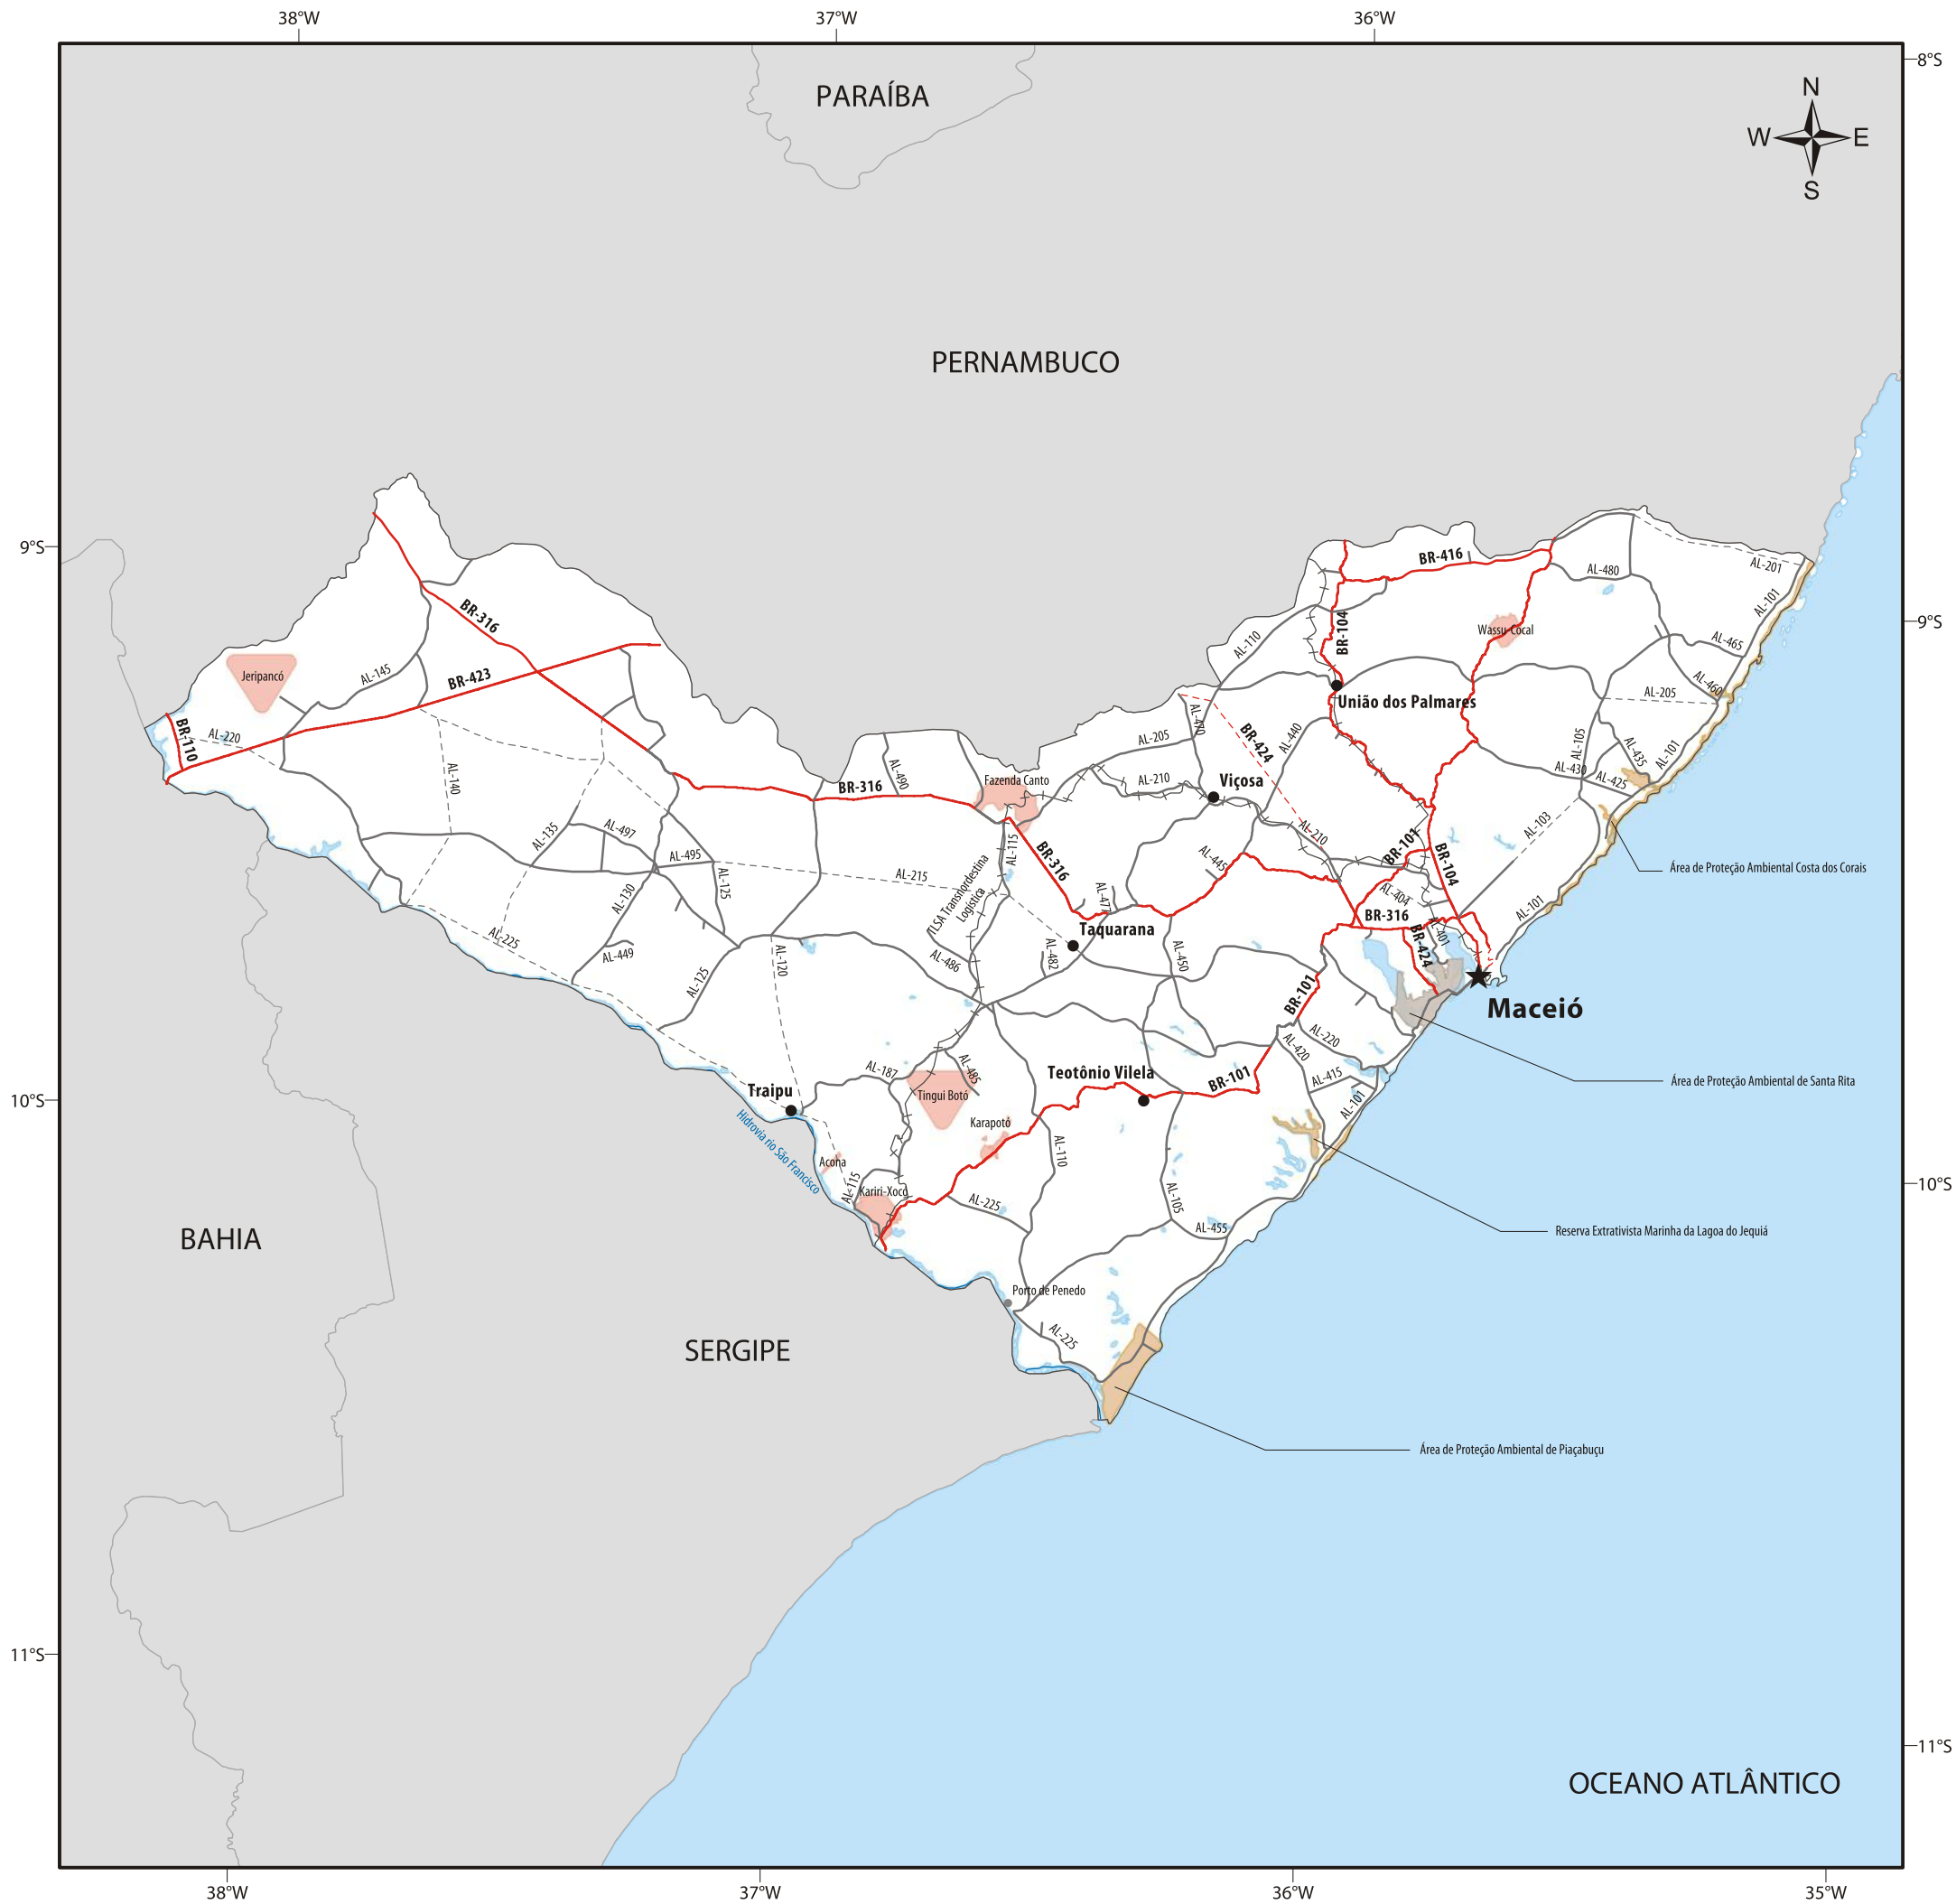 38°W
37°W
36°W
8°S
PARAÍBA
N
W
E
S
PERNAMBUCO
9°S
BR-416
AL-201
AL-480
AL-101
BR-316
BR-104
Wassu-Cocal
AL-110
AL-465
9°S
Jeripancó
AL-145
BR-423
AL-460
AL-205
União dos Palmares
AL-470
BR-110
AL-220
BR-424
AL-440
AL-205
AL-105
AL-435
AL-101
AL-140
BR-316
AL-490
Fazenda Canto
AL-210
Viçosa
AL-430
AL-425
AL-135
AL-497
AL-115
AL-210
AL-103
AL-495
BR-316
BR-101
BR-104
AL-445
Área de Proteção Ambiental Costa dos Corais
AL-215
TLSA Transnordestina
Logística
AL-130
AL-125
AL-477
AL-404
AL-101
BR-316
AL-401
Taquarana
AL-225
AL-449
AL-120
AL-486
AL-482
AL-450
BR-424
AL-125
BR-101
Maceió
AL-220
AL-420
AL-187
AL-485
Teotônio Vilela
BR-101
AL-415
Área de Proteção Ambiental de Santa Rita
10°S
Traipu
Tingui Botó
AL-101
Hidrovia rio São Francisco
Karapotó
AL-110
Acona
AL-115
Kariri-Xocó
10°S
AL-225
AL-105
AL-455
Reserva Extrativista Marinha da Lagoa do Jequiá
BAHIA
Porto de Penedo
SERGIPE
AL-225
Área de Proteção Ambiental de Piaçabuçu
11°S
11°S
OCEANO ATLÂNTICO
38°W
37°W
36°W
35°W